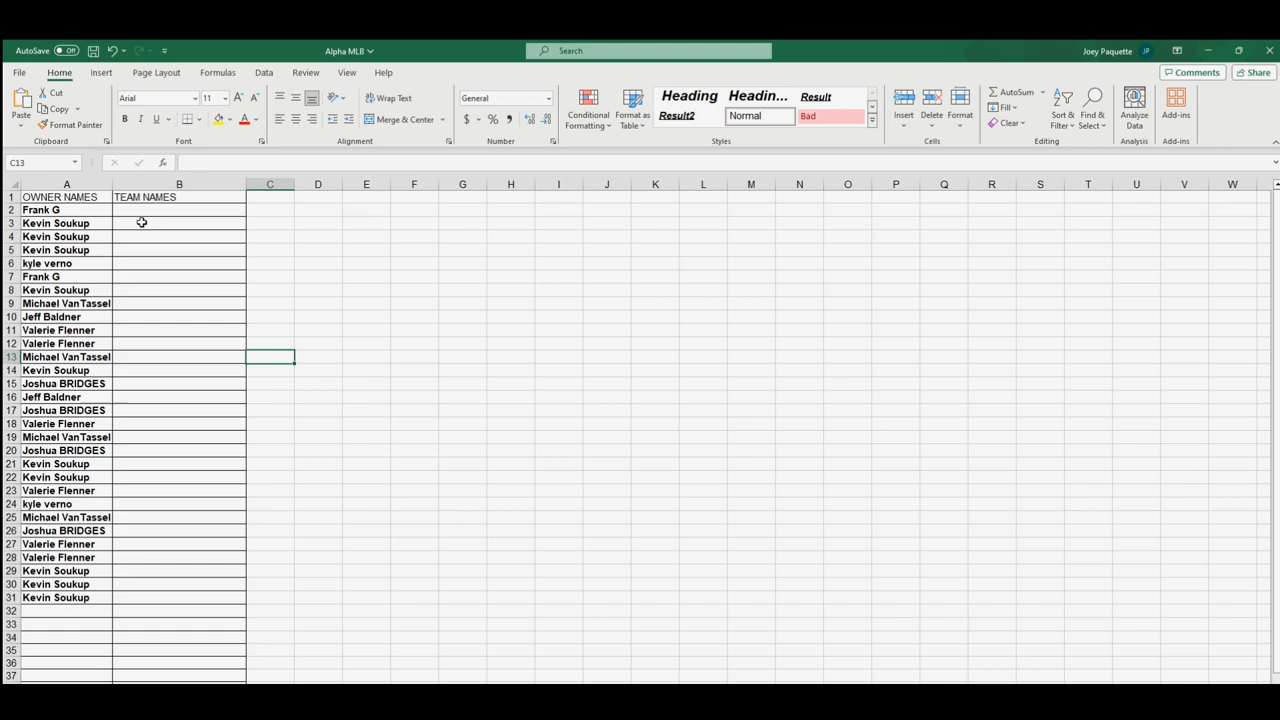 AutoSave Off Alpha MLB Search Joey Paquette JP
File Home Insert Page Layout Formulas Data Review View Help Comments Share
Paste Cut Copy Format Painter Clipboard
Arial 11 B I U A Font
Wrap Text Merge & Center Alignment
General $ % , Number
Conditional Formatting Format as Table
Heading Headin... Result
Result2 Normal Bad
Styles
Insert Delete Format Cells
AutoSum Fill Clear Sort & Filter Find & Select Editing
Analyze Data Analysis
Add-ins Add-ins
C13 fx
A B C D E F G H I J K L M N O P Q R S T U V W
1 OWNER NAMES TEAM NAMES
2 Frank G
3 Kevin Soukup
4 Kevin Soukup
5 Kevin Soukup
6 kyle verno
7 Frank G
8 Kevin Soukup
9 Michael VanTassel
10 Jeff Baldner
11 Valerie Flenner
12 Valerie Flenner
13 Michael VanTassel
14 Kevin Soukup
15 Joshua BRIDGES
16 Jeff Baldner
17 Joshua BRIDGES
18 Valerie Flenner
19 Michael VanTassel
20 Joshua BRIDGES
21 Kevin Soukup
22 Kevin Soukup
23 Valerie Flenner
24 kyle verno
25 Michael VanTassel
26 Joshua BRIDGES
27 Valerie Flenner
28 Valerie Flenner
29 Kevin Soukup
30 Kevin Soukup
31 Kevin Soukup
32
33
34
35
36
37